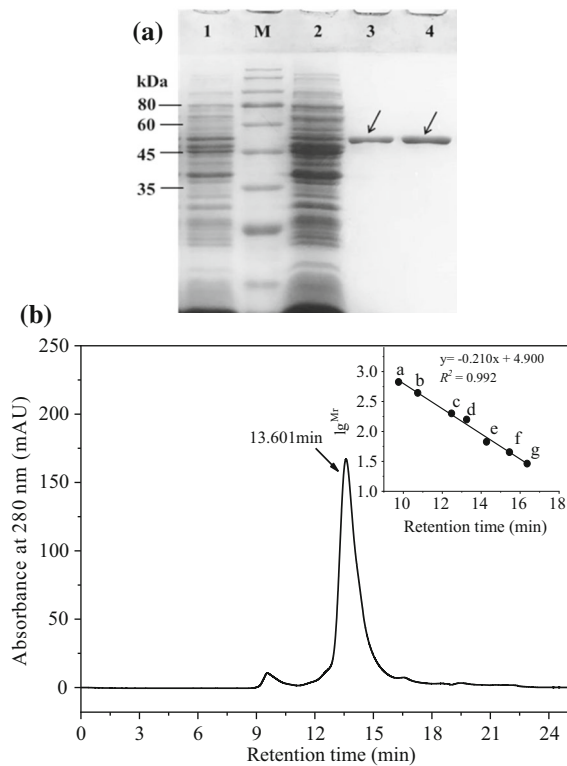 (a)
1 M 2 3 4
kDa
80
60
45
35
(b)
250
200
150
100
50
0
Absorbance at 280 nm (mAU)
0 3 6 9 12 15 18 21 24
Retention time (min)
13.601min
y= -0.210x + 4.900
R² = 0.992
a b c d e f g
3.0
2.5
2.0
1.5
1.0
lg^Mr
10 12 14 16 18
Retention time (min)